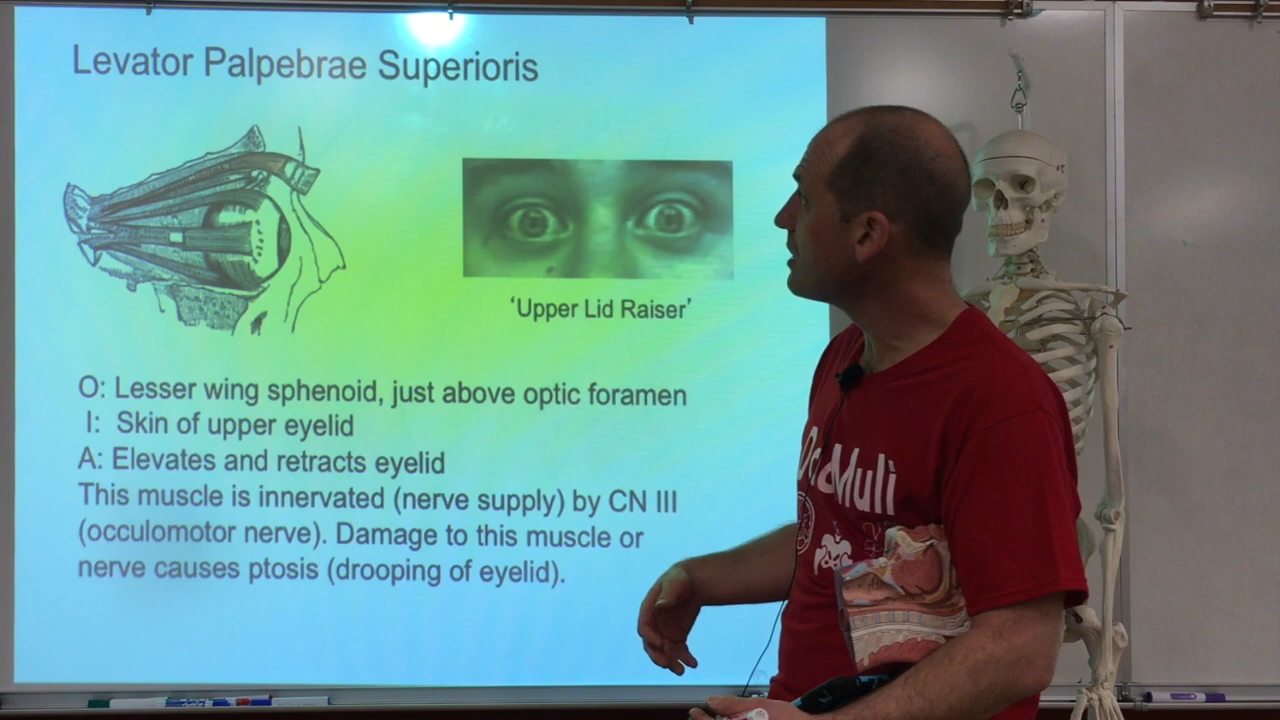 Levator Palpebrae Superioris
'Upper Lid Raiser'
O: Lesser wing sphenoid, just above optic foramen
I: Skin of upper eyelid
A: Elevates and retracts eyelid
This muscle is innervated (nerve supply) by CN III
(occulomotor nerve). Damage to this muscle or
nerve causes ptosis (drooping of eyelid).
Muli